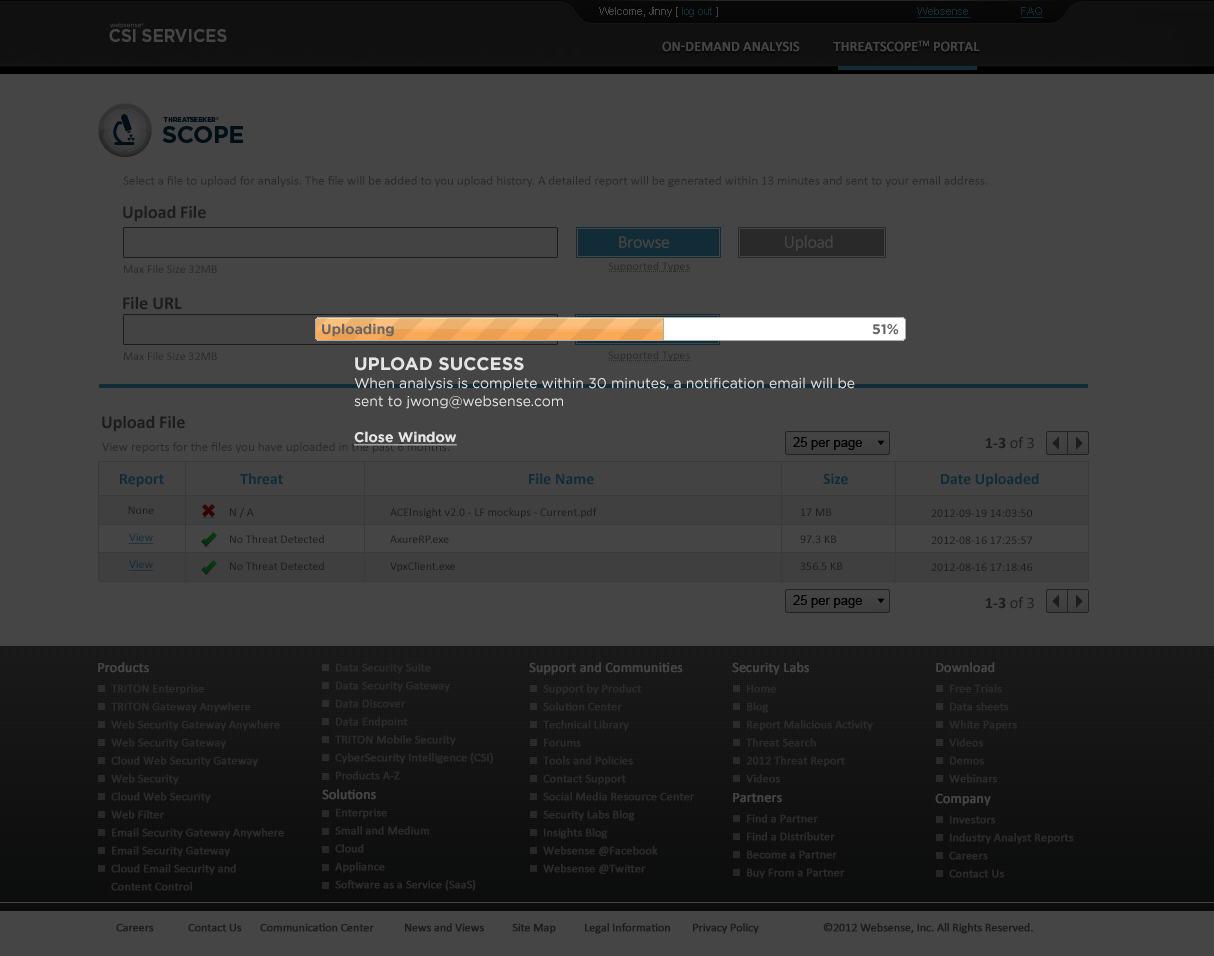 Welcome, Jinny [ log out ]
Websense
FAQ
websense®
CSI SERVICES
ON-DEMAND ANALYSIS
THREATSCOPE™ PORTAL
THREATSEEKER®
SCOPE
Select a file to upload for analysis. The file will be added to you upload history. A detailed report will be generated within 13 minutes and sent to your email address.
Upload File
Browse
Upload
Max File Size 32MB
Supported Types
File URL
Uploading
51%
Max File Size 32MB
Supported Types
UPLOAD SUCCESS
When analysis is complete within 30 minutes, a notification email will be
sent to jwong@websense.com
Close Window
Upload File
View reports for the files you have uploaded in the past 6 months.
25 per page
1-3 of 3
Report Threat File Name Size Date Uploaded
None N / A ACEInsight v2.0 - LF mockups - Current.pdf 17 MB 2012-09-19 14:03:50
View No Threat Detected AxureRP.exe 97.3 KB 2012-08-16 17:25:57
View No Threat Detected VpxClient.exe 356.5 KB 2012-08-16 17:18:46
25 per page
1-3 of 3
Products
TRITON Enterprise
TRITON Gateway Anywhere
Web Security Gateway Anywhere
Web Security Gateway
Cloud Web Security Gateway
Web Security
Cloud Web Security
Web Filter
Email Security Gateway Anywhere
Email Security Gateway
Cloud Email Security and
Content Control
Data Security Suite
Data Security Gateway
Data Discover
Data Endpoint
TRITON Mobile Security
CyberSecurity Intelligence (CSI)
Products A-Z
Solutions
Enterprise
Small and Medium
Cloud
Appliance
Software as a Service (SaaS)
Support and Communities
Support by Product
Solution Center
Technical Library
Forums
Tools and Policies
Contact Support
Social Media Resource Center
Security Labs Blog
Insights Blog
Websense @Facebook
Websense @Twitter
Security Labs
Home
Blog
Report Malicious Activity
Threat Search
2012 Threat Report
Videos
Partners
Find a Partner
Find a Distributer
Become a Partner
Buy From a Partner
Download
Free Trials
Data sheets
White Papers
Videos
Demos
Webinars
Company
Investors
Industry Analyst Reports
Careers
Contact Us
Careers Contact Us Communication Center News and Views Site Map Legal Information Privacy Policy ©2012 Websense, Inc. All Rights Reserved.